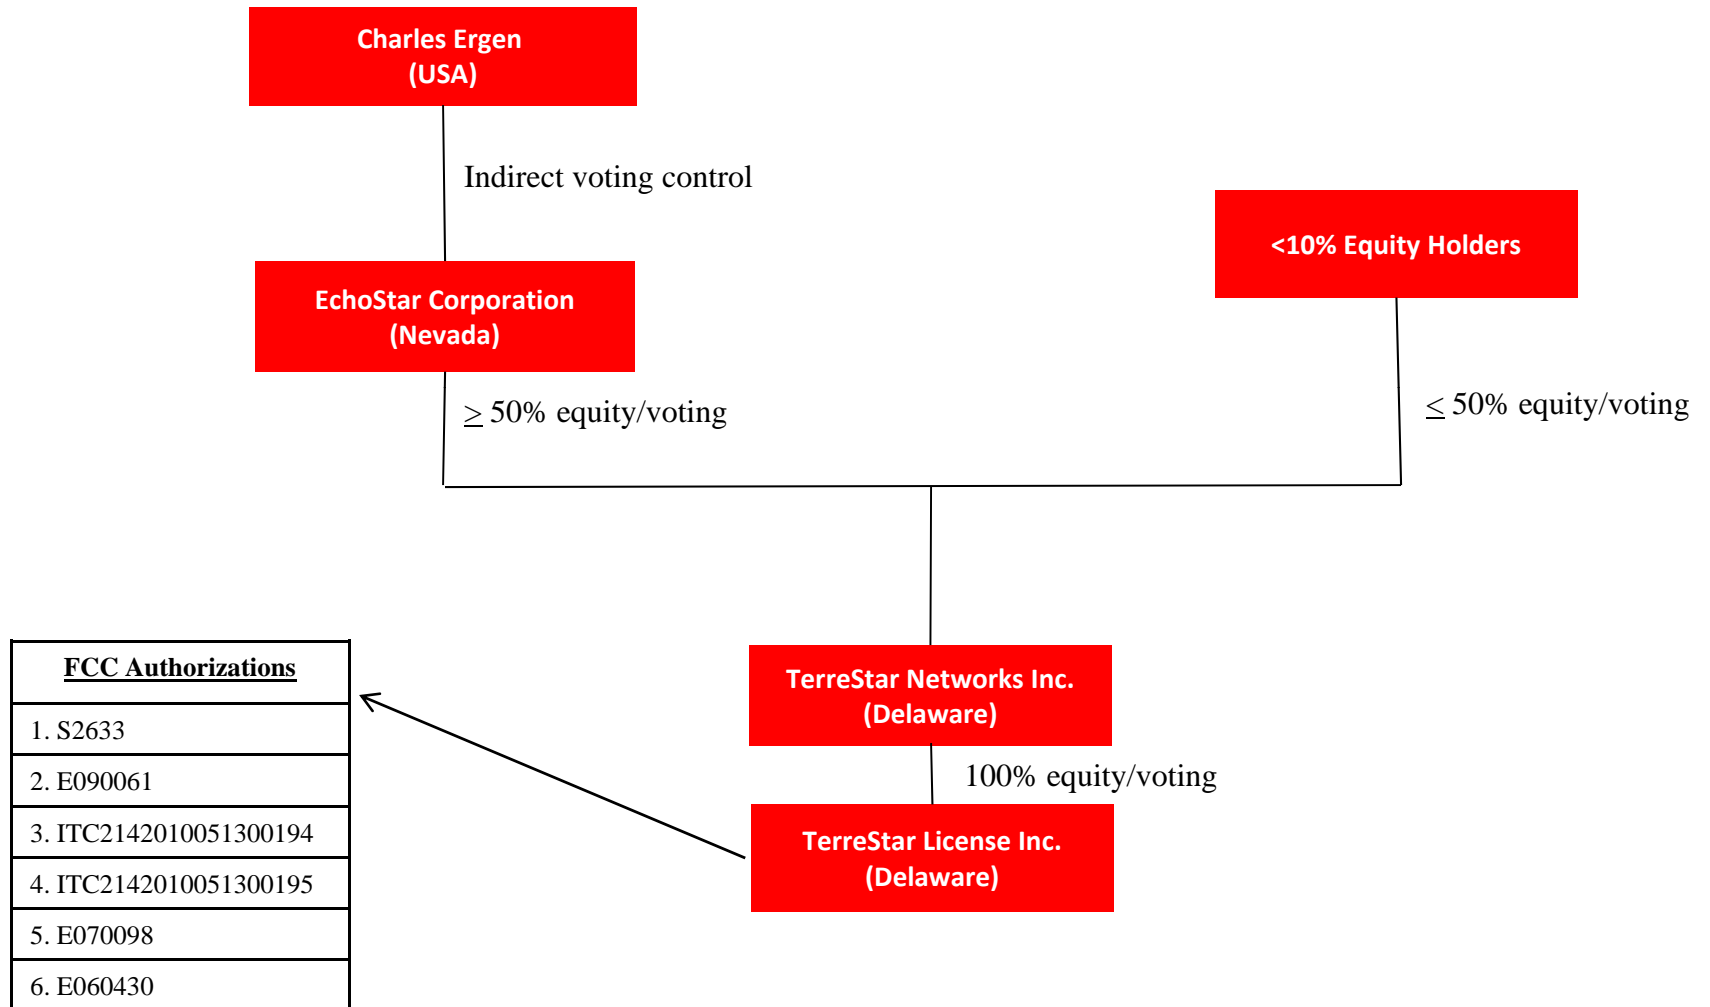 Charles Ergen
(USA)
Indirect voting control
<10% Equity Holders
EchoStar Corporation
(Nevada)
≥ 50% equity/voting
≤ 50% equity/voting
TerreStar Networks Inc.
(Delaware)
100% equity/voting
TerreStar License Inc.
(Delaware)
FCC Authorizations
1. S2633
2. E090061
3. ITC2142010051300194
4. ITC2142010051300195
5. E070098
6. E060430